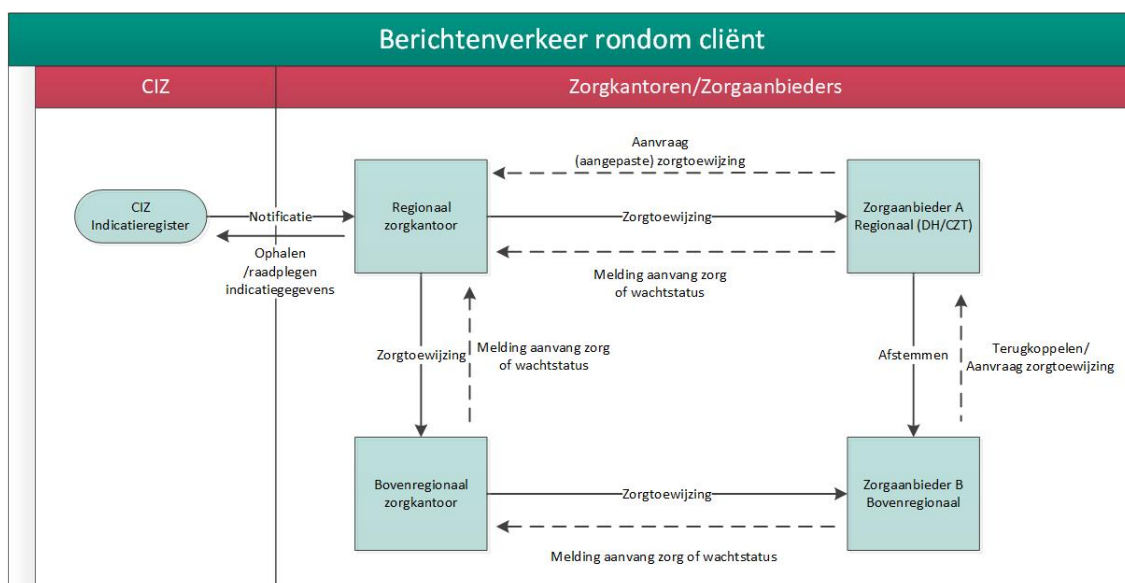 Berichtenverkeer rondom cliënt
CIZ
Zorgkantoren/Zorgaanbieders
Aanvraag
(aangepaste) zorgtoewijzing
CIZ
Indicatieregister
Notificatie
Regionaal
zorgkantoor
Zorgtoewijzing
Zorgaanbieder A
Regionaal (DH/CZT)
Ophalen
/raadplegen
indicatiegegevens
Melding aanvang zorg
of wachtstatus
Zorgtoewijzing
Melding aanvang zorg
of wachtstatus
Afstemmen
Terugkoppelen/
Aanvraag zorgtoewijzing
Bovenregionaal
zorgkantoor
Zorgtoewijzing
Zorgaanbieder B
Bovenregionaal
Melding aanvang zorg of wachtstatus